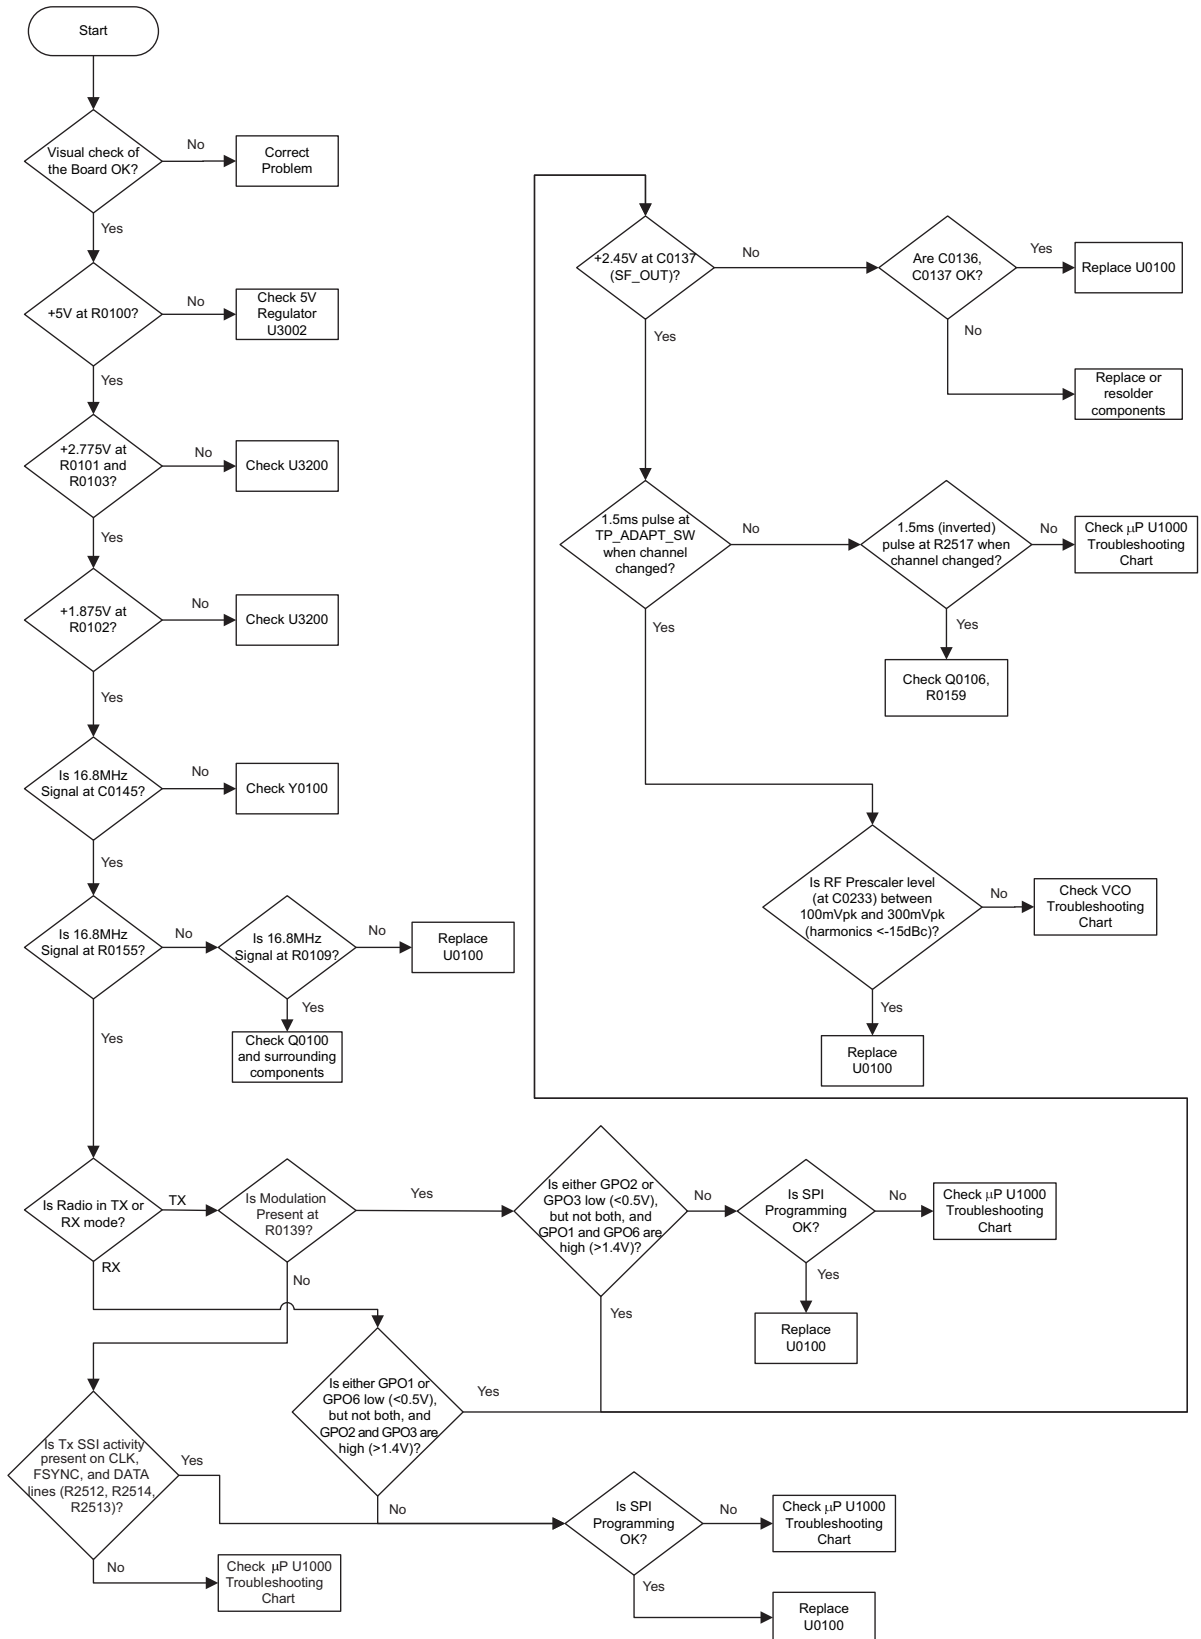 Start
Visual check of
the Board OK?
No
Correct
Problem
Yes
+5V at R0100?
No
Check 5V
Regulator
U3002
Yes
+2.775V at
R0101 and
R0103?
No
Check U3200
Yes
+1.875V at
R0102?
No
Check U3200
Yes
Is 16.8MHz
Signal at C0145?
No
Check Y0100
Yes
Is 16.8MHz
Signal at R0155?
No
Is 16.8MHz
Signal at R0109?
No
Replace
U0100
Yes
Check Q0100
and surrounding
components
Yes
Is Radio in TX or
RX mode?
TX
Is Modulation
Present at
R0139?
Yes
Is either GPO2 or
GPO3 low (<0.5V),
but not both, and
GPO1 and GPO6 are
high (>1.4V)?
No
Is SPI
Programming
OK?
No
Check µP U1000
Troubleshooting
Chart
Yes
Replace
U0100
Yes
RX
No
Is either GPO1 or
GPO6 low (<0.5V),
but not both, and
GPO2 and GPO3 are
high (>1.4V)?
Yes
No
Is Tx SSI activity
present on CLK,
FSYNC, and DATA
lines (R2512, R2514,
R2513)?
Yes
No
Check µP U1000
Troubleshooting
Chart
Is SPI
Programming
OK?
No
Check µP U1000
Troubleshooting
Chart
Yes
Replace
U0100
+2.45V at C0137
(SF_OUT)?
No
Are C0136,
C0137 OK?
Yes
Replace U0100
No
Replace or
resolder
components
Yes
1.5ms pulse at
TP_ADAPT_SW
when channel
changed?
No
1.5ms (inverted)
pulse at R2517 when
channel changed?
No
Check µP U1000
Troubleshooting
Chart
Yes
Check Q0106,
R0159
Yes
Is RF Prescaler level
(at C0233) between
100mVpk and 300mVpk
(harmonics <-15dBc)?
No
Check VCO
Troubleshooting
Chart
Yes
Replace
U0100